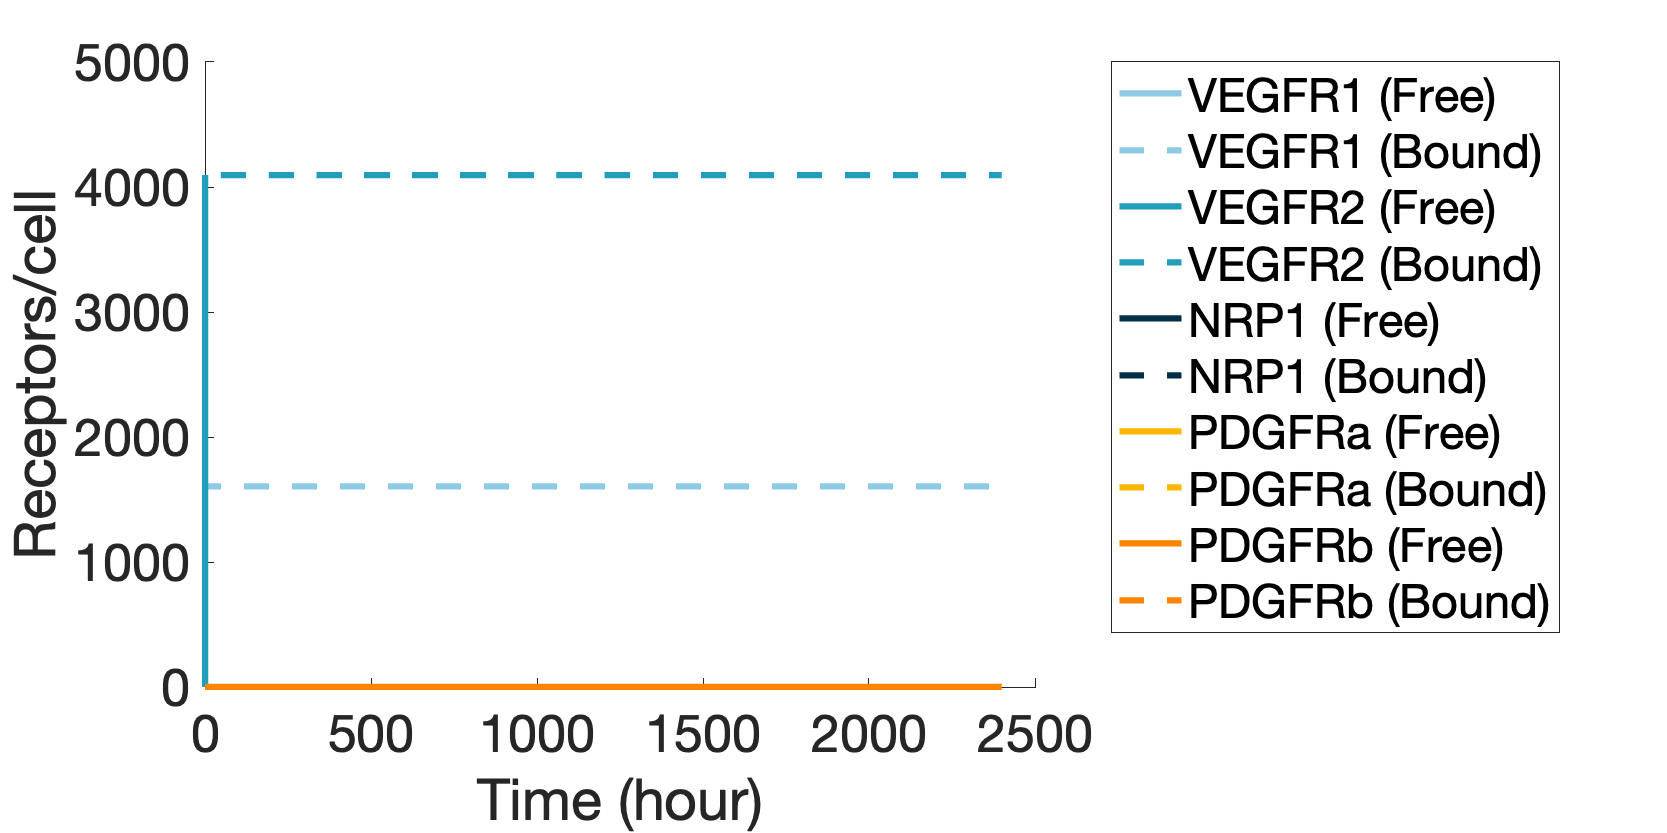 5000
4000
3000
2000
1000
0
0 500 1000 1500 2000 2500
Receptors/cell
Time (hour)
VEGFR1 (Free)
VEGFR1 (Bound)
VEGFR2 (Free)
VEGFR2 (Bound)
NRP1 (Free)
NRP1 (Bound)
PDGFRa (Free)
PDGFRa (Bound)
PDGFRb (Free)
PDGFRb (Bound)